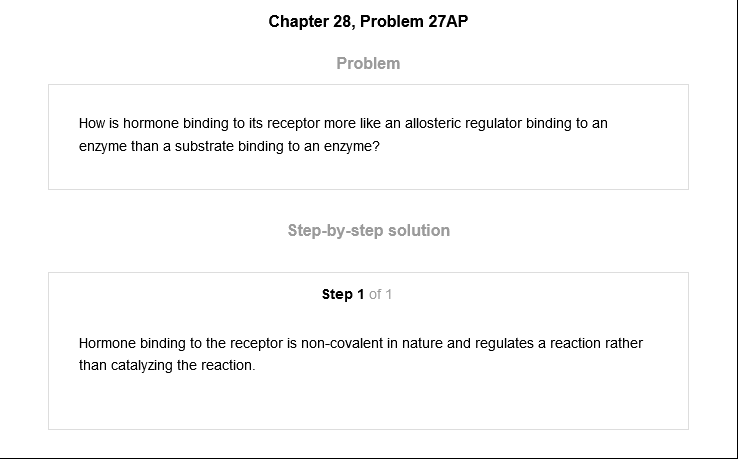 Chapter 28, Problem 27AP
Problem
How is hormone binding to its receptor more like an allosteric regulator binding to an
enzyme than a substrate binding to an enzyme?
Step-by-step solution
Step 1 of 1
Hormone binding to the receptor is non-covalent in nature and regulates a reaction rather
than catalyzing the reaction.